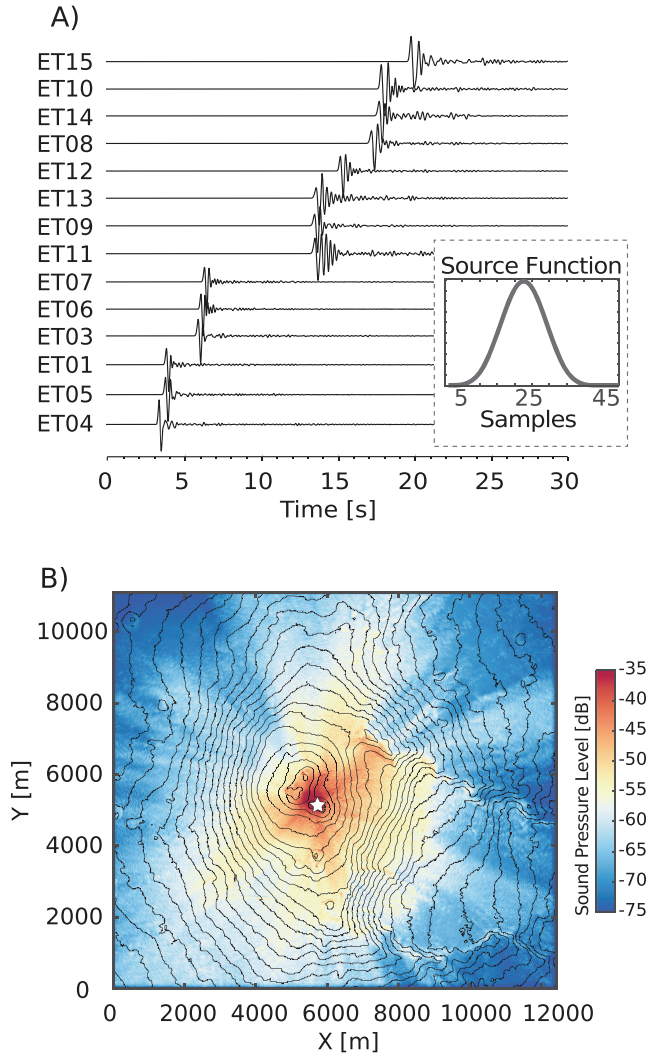 A)
ET15
ET10
ET14
ET08
ET12
ET13
ET09
ET11
ET07
ET06
ET03
ET01
ET05
ET04
Source Function
5 25 45
Samples
0 5 10 15 20 25 30
Time [s]
B)
10000
8000
6000
4000
2000
0
Y [m]
0 2000 4000 6000 8000 10000 12000
X [m]
-35
-40
-45
-50
-55
-60
-65
-70
-75
Sound Pressure Level [dB]